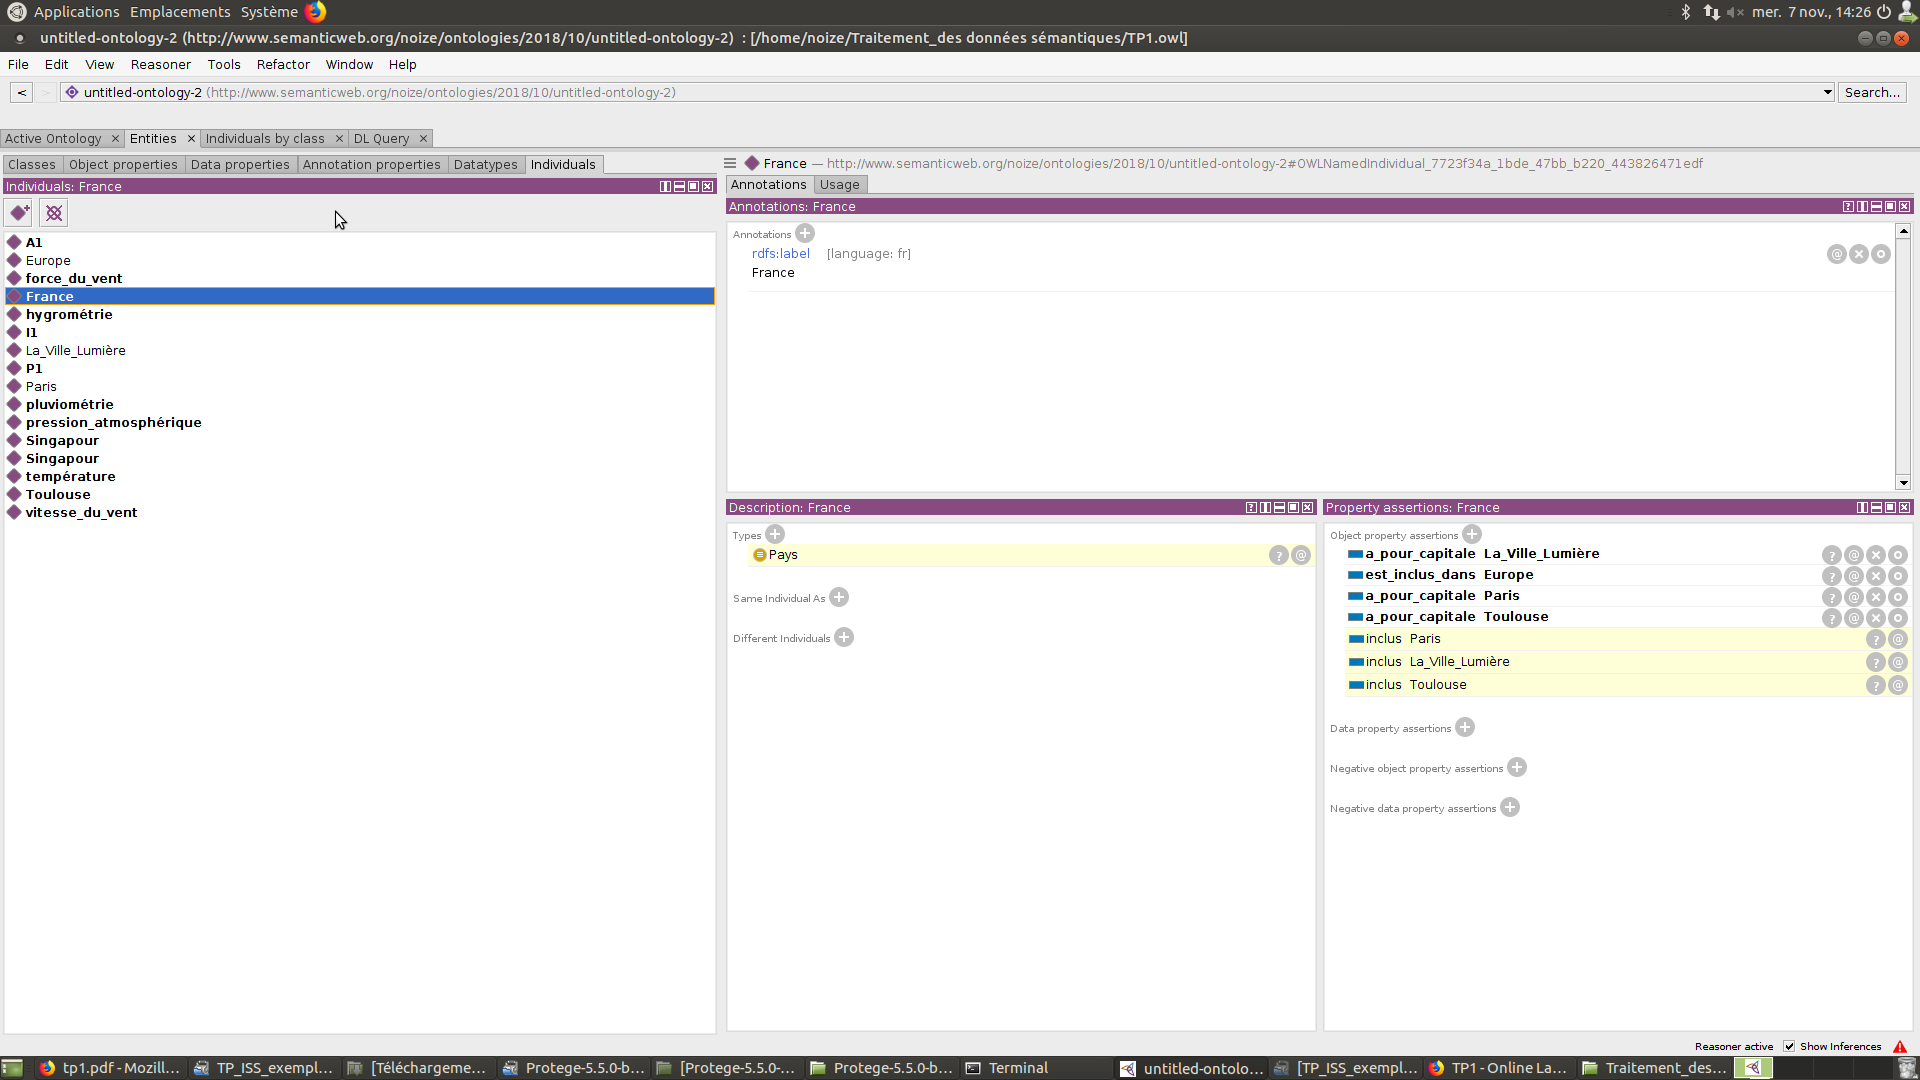 Applications Emplacements Système mer. 7 nov., 14:26
untitled-ontology-2 (http://www.semanticweb.org/noize/ontologies/2018/10/untitled-ontology-2) : [/home/noize/Traitement_des données sémantiques/TP1.owl]
File Edit View Reasoner Tools Refactor Window Help
< > untitled-ontology-2 (http://www.semanticweb.org/noize/ontologies/2018/10/untitled-ontology-2) Search...
Active Ontology × Entities × Individuals by class × DL Query ×
Classes Object properties Data properties Annotation properties Datatypes Individuals
Individuals: France
A1
Europe
force_du_vent
France
hygrométrie
I1
La_Ville_Lumière
P1
Paris
pluviométrie
pression_atmosphérique
Singapour
Singapour
température
Toulouse
vitesse_du_vent
France — http://www.semanticweb.org/noize/ontologies/2018/10/untitled-ontology-2#OWLNamedIndividual_7723f34a_1bde_47bb_b220_443826471edf
Annotations Usage
Annotations: France
Annotations
rdfs:label [language: fr]
France
Description: France
Types
Pays
Same Individual As
Different Individuals
Property assertions: France
Object property assertions
a_pour_capitale La_Ville_Lumière
est_inclus_dans Europe
a_pour_capitale Paris
a_pour_capitale Toulouse
inclus Paris
inclus La_Ville_Lumière
inclus Toulouse
Data property assertions
Negative object property assertions
Negative data property assertions
Reasoner active Show Inferences
tp1.pdf - Mozill... TP_ISS_exempl... [Téléchargeme... Protege-5.5.0-b... [Protege-5.5.0-... Protege-5.5.0-b... Terminal untitled-ontolo... [TP_ISS_exempl... TP1 - Online La... Traitement_des...